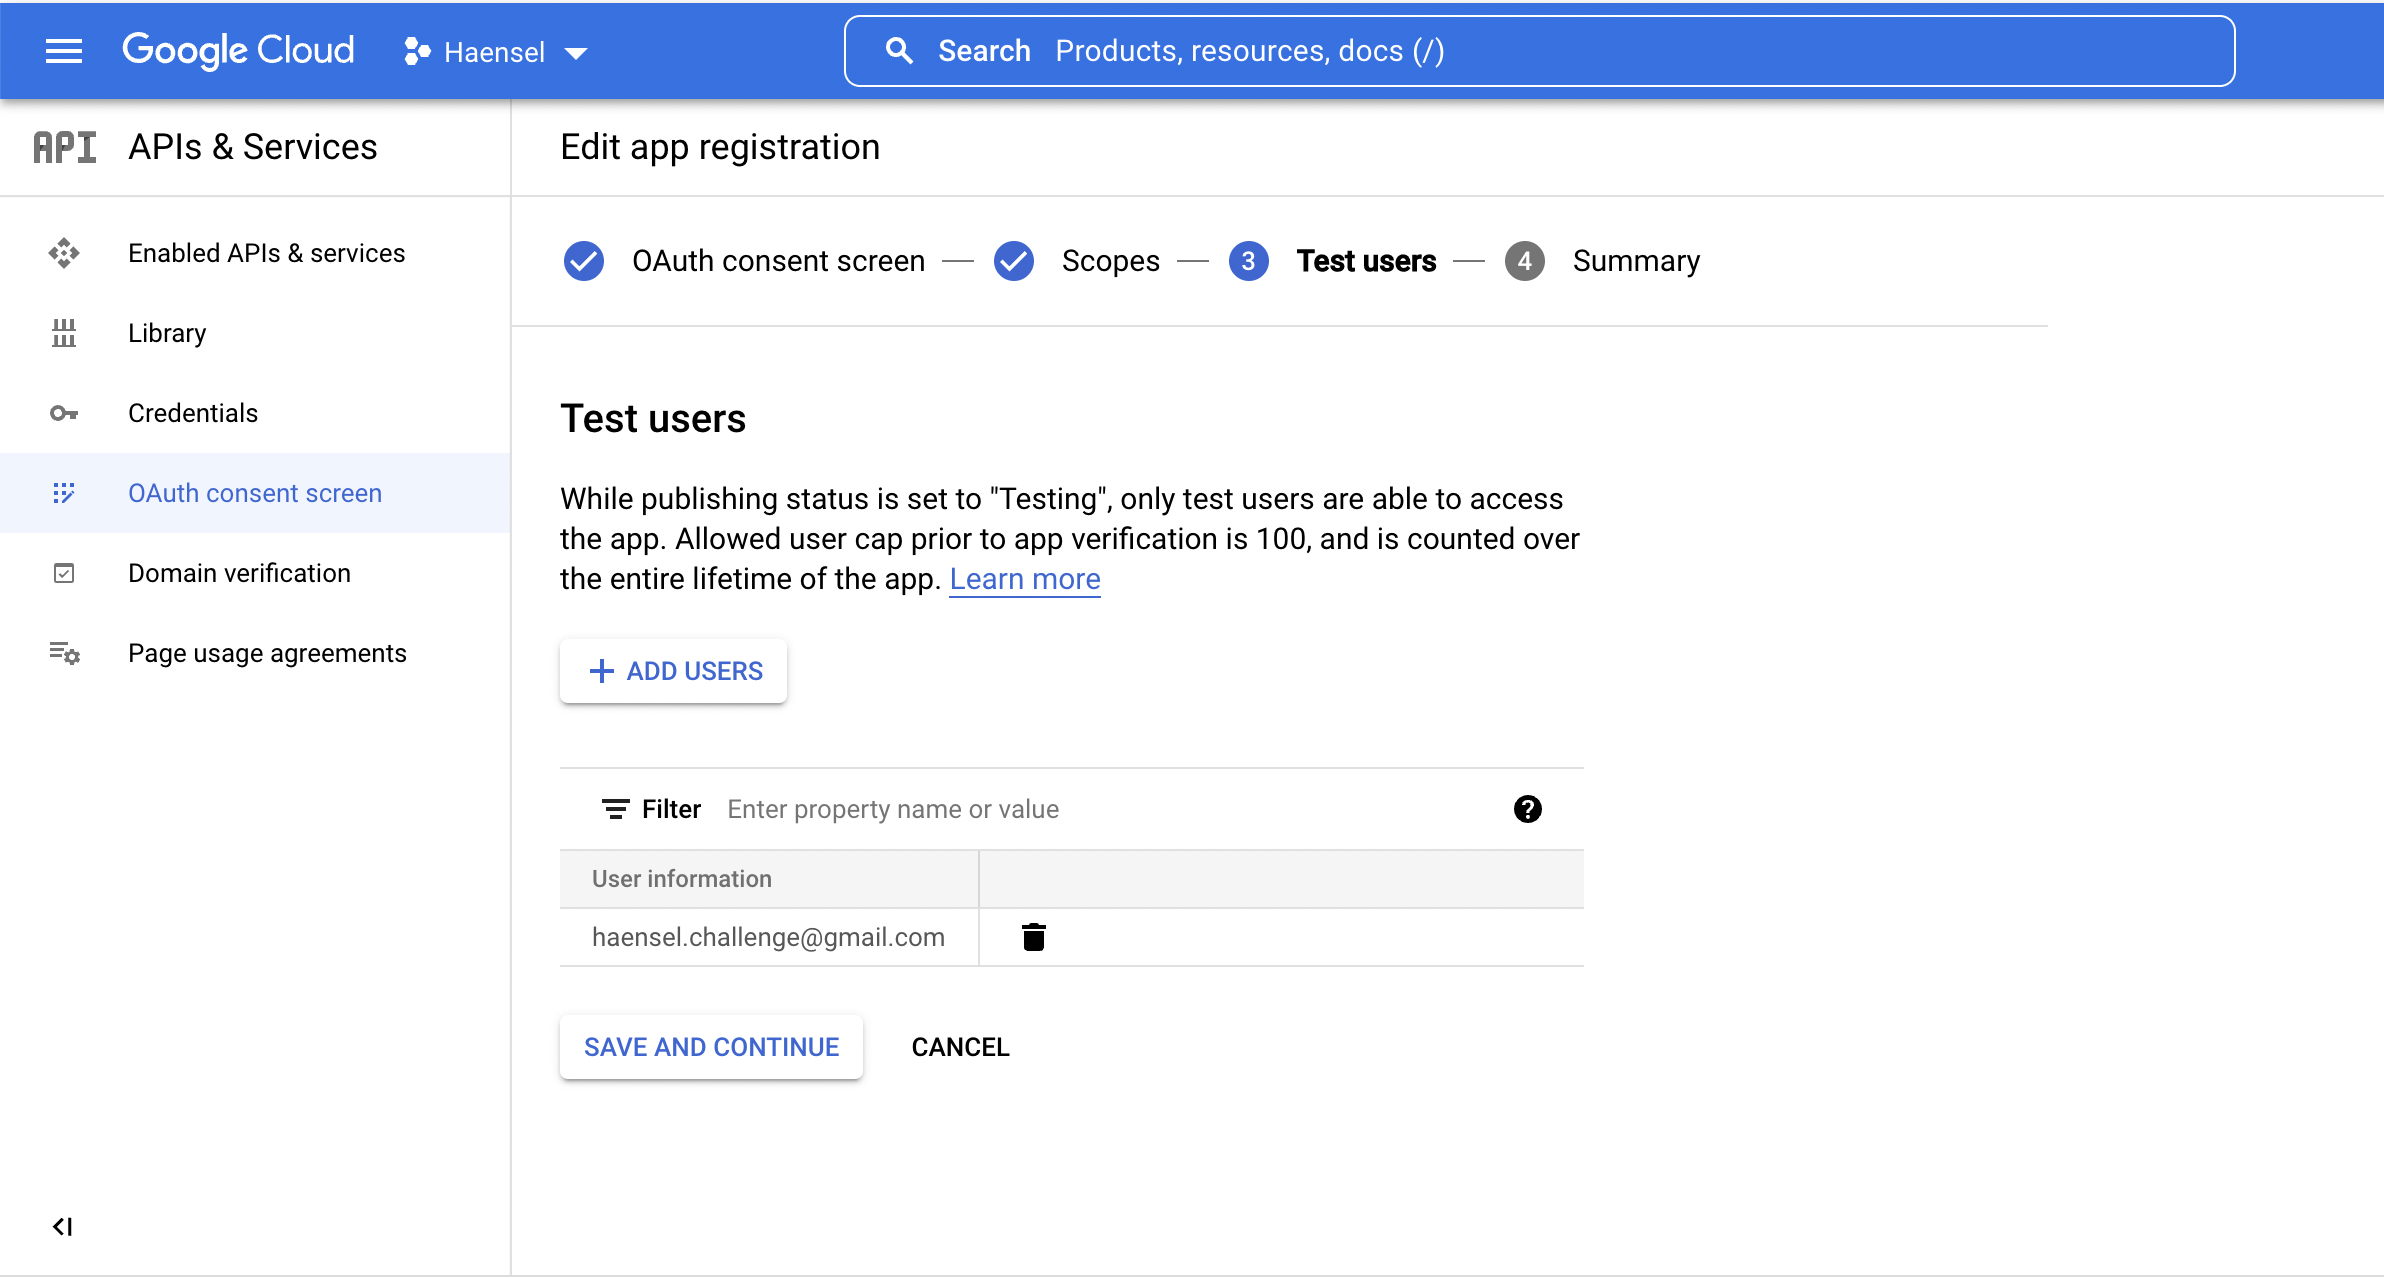 Google Cloud
Haensel
Search Products, resources, docs (/)
API APIs & Services
Edit app registration
Enabled APIs & services
Library
Credentials
OAuth consent screen
Domain verification
Page usage agreements
OAuth consent screen
Scopes
3 Test users
4 Summary
Test users
While publishing status is set to "Testing", only test users are able to access
the app. Allowed user cap prior to app verification is 100, and is counted over
the entire lifetime of the app. Learn more
ADD USERS
Filter Enter property name or value
User information
haensel.challenge@gmail.com
SAVE AND CONTINUE
CANCEL